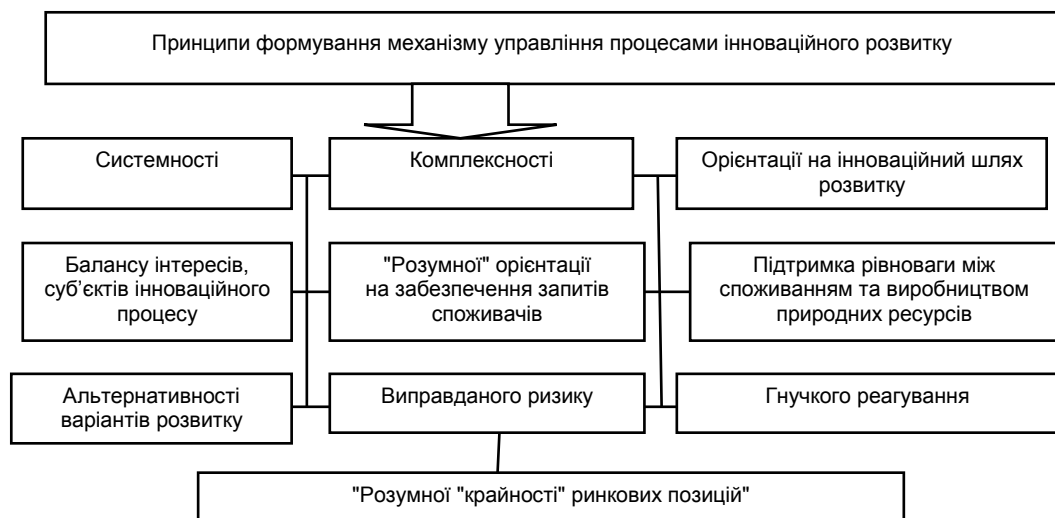 Принципи формування механізму управління процесами інноваційного розвитку
Системності
Комплексності
Орієнтації на інноваційний шлях
розвитку
Балансу інтересів,
суб’єктів інноваційного
процесу
"Розумної" орієнтації
на забезпечення запитів
споживачів
Підтримка рівноваги між
споживанням та виробництвом
природних ресурсів
Альтернативності
варіантів розвитку
Виправданого ризику
Гнучкого реагування
"Розумної "крайності" ринкових позицій"